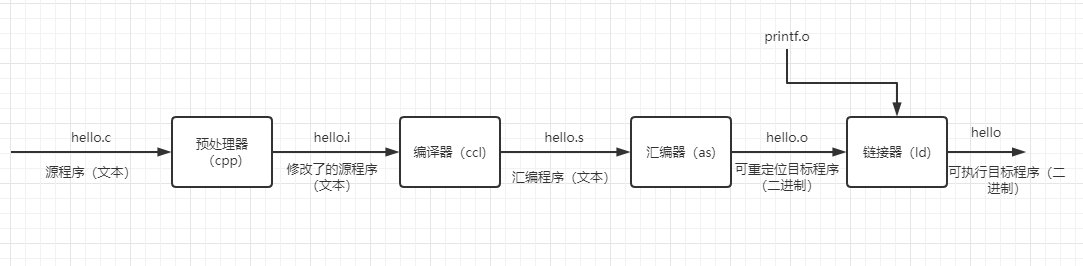 printf.o
hello.c
源程序（文本）
预处理器
（cpp）
hello.i
修改了的源程序
（文本）
编译器（ccl）
hello.s
汇编程序（文本）
汇编器（as）
hello.o
可重定位目标程序
（二进制）
链接器（ld）
hello
可执行目标程序（二
进制）